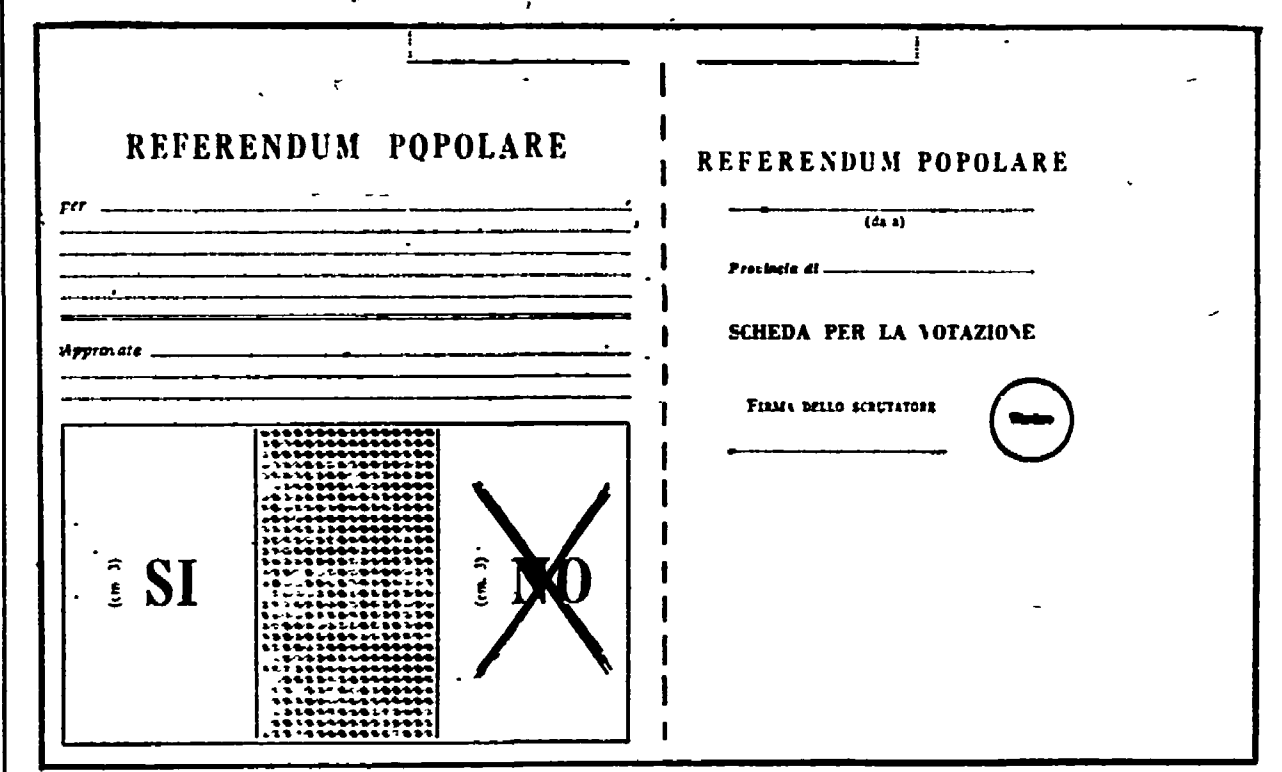 REFERENDUM POPOLARE
per
Approvate
(cm 3) SI
(cm. 3) NO
REFERENDUM POPOLARE
(da a)
Provincia di
SCHEDA PER LA VOTAZIONE
FIRMA DELLO SCRUTATORE